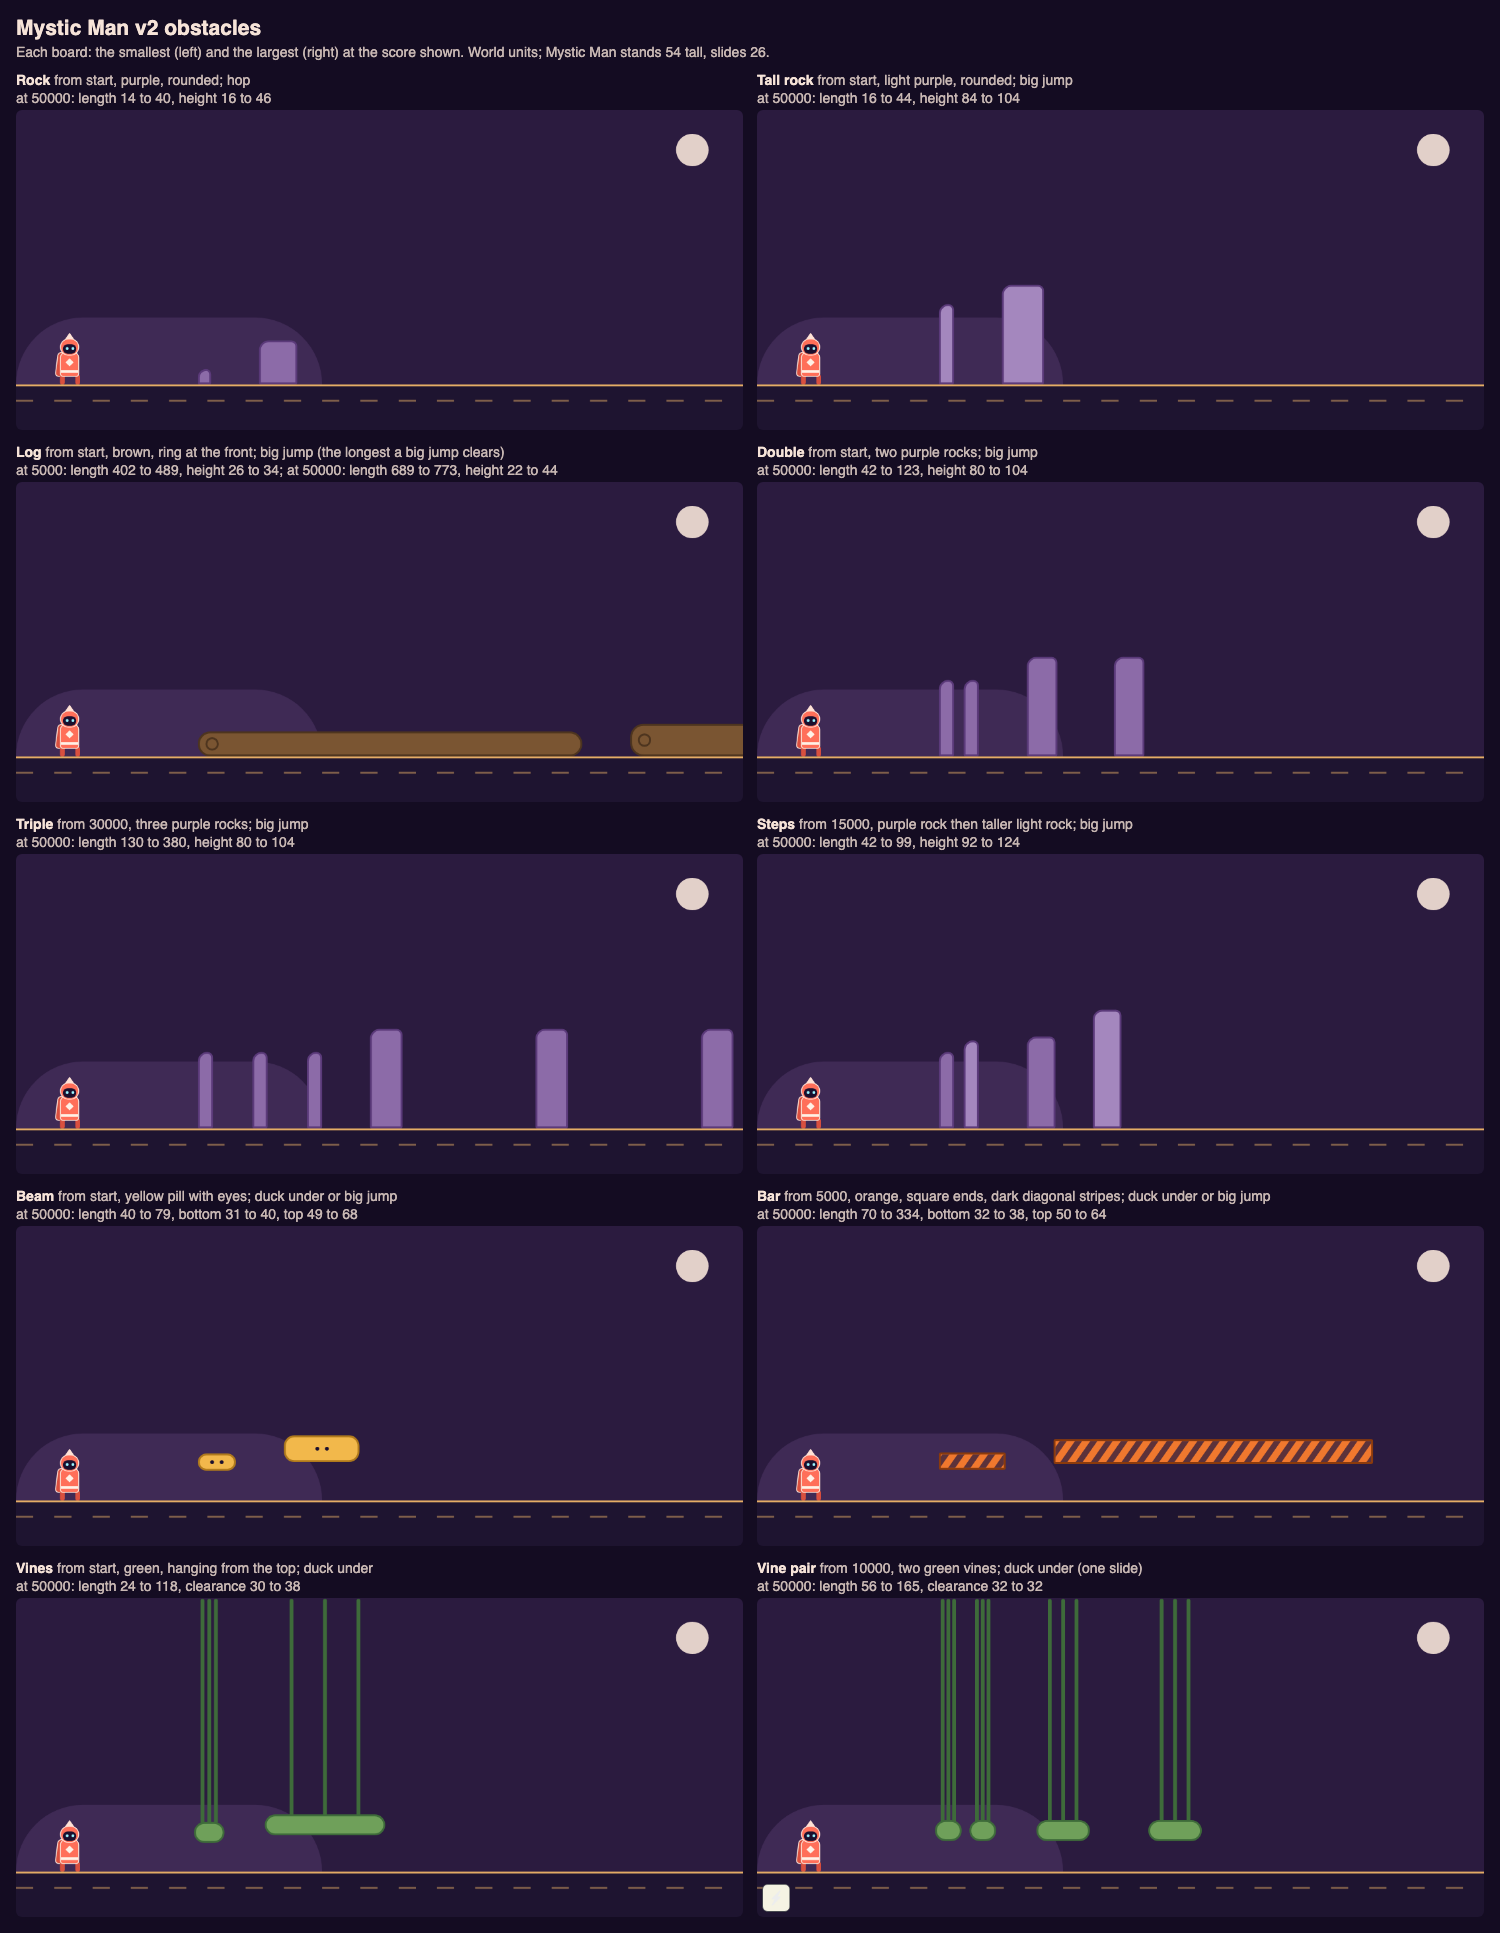 Mystic Man v2 obstacles
Each board: the smallest (left) and the largest (right) at the score shown. World units; Mystic Man stands 54 tall, slides 26.
Rock from start, purple, rounded; hop
at 50000: length 14 to 40, height 16 to 46
Tall rock from start, light purple, rounded; big jump
at 50000: length 16 to 44, height 84 to 104
Log from start, brown, ring at the front; big jump (the longest a big jump clears)
at 5000: length 402 to 489, height 26 to 34; at 50000: length 689 to 773, height 22 to 44
Double from start, two purple rocks; big jump
at 50000: length 42 to 123, height 80 to 104
Triple from 30000, three purple rocks; big jump
at 50000: length 130 to 380, height 80 to 104
Steps from 15000, purple rock then taller light rock; big jump
at 50000: length 42 to 99, height 92 to 124
Beam from start, yellow pill with eyes; duck under or big jump
at 50000: length 40 to 79, bottom 31 to 40, top 49 to 68
Bar from 5000, orange, square ends, dark diagonal stripes; duck under or big jump
at 50000: length 70 to 334, bottom 32 to 38, top 50 to 64
Vines from start, green, hanging from the top; duck under
at 50000: length 24 to 118, clearance 30 to 38
Vine pair from 10000, two green vines; duck under (one slide)
at 50000: length 56 to 165, clearance 32 to 32